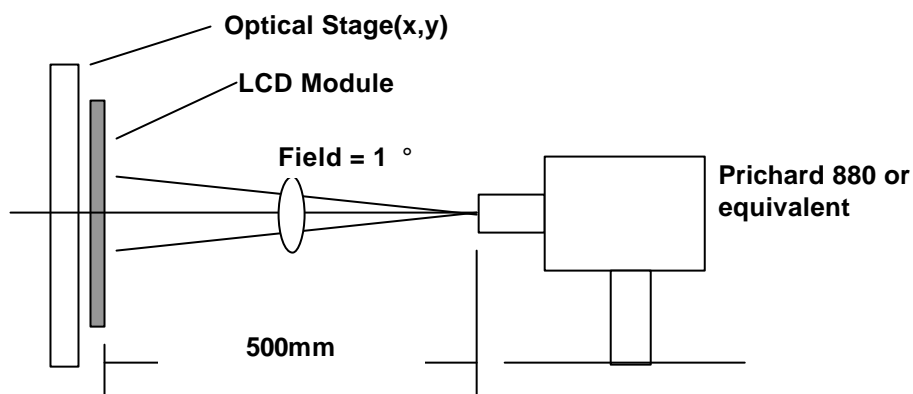 Optical Stage(x,y)
LCD Module
Field = 1 °
Prichard 880 or
equivalent
500mm